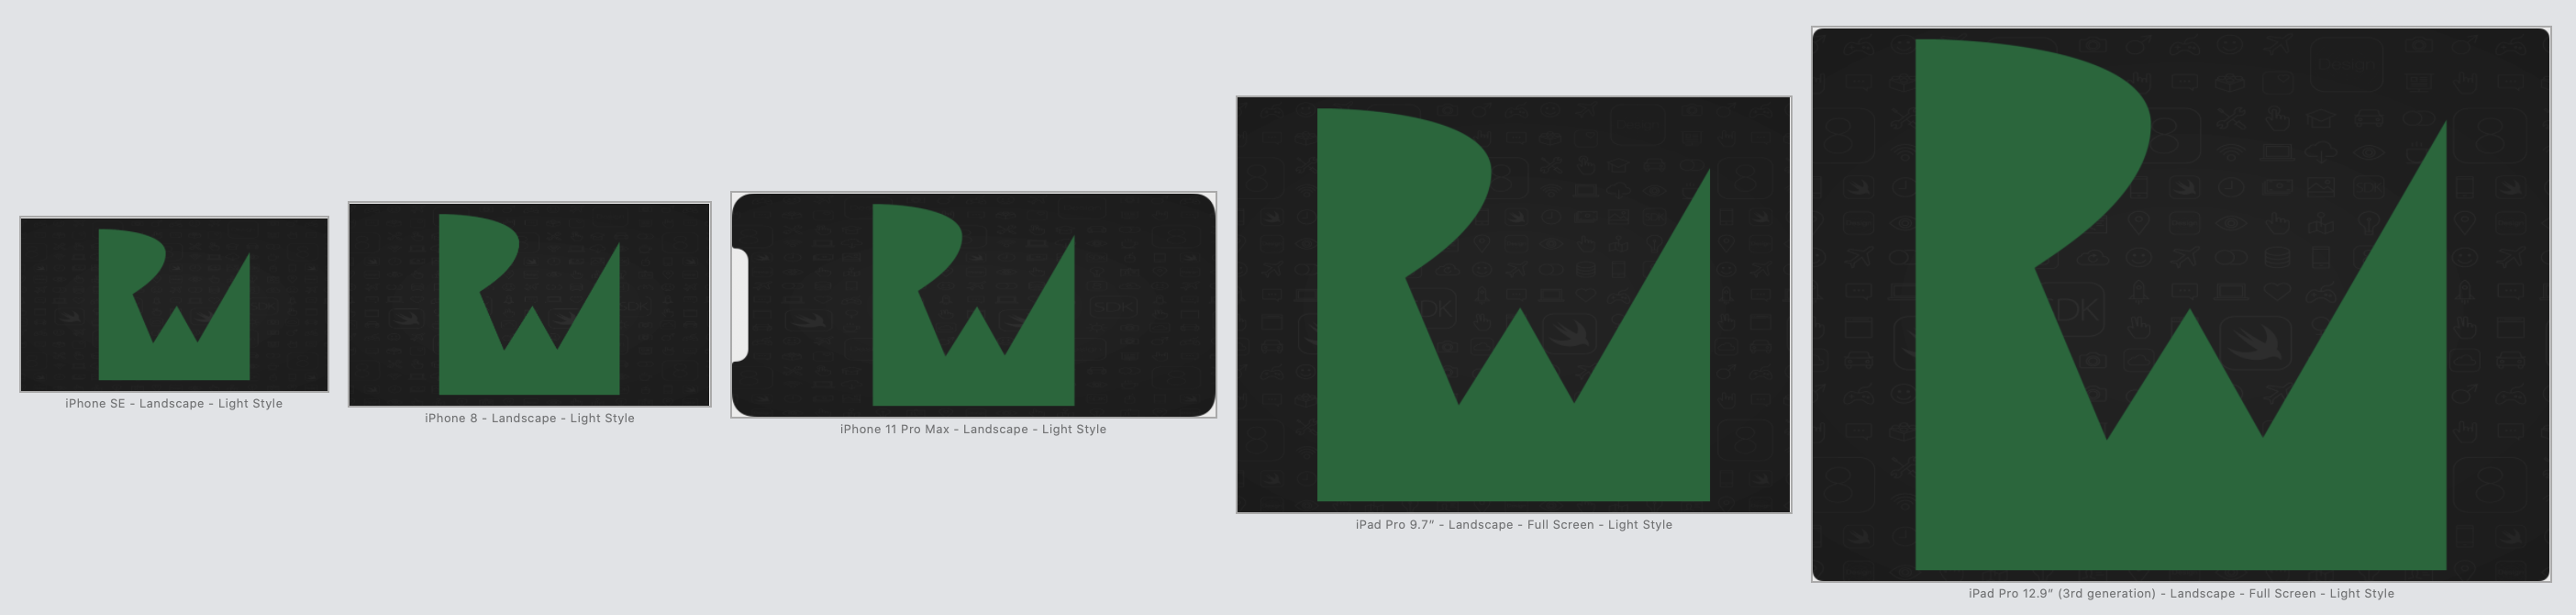 iPhone SE - Landscape - Light Style
iPhone 8 - Landscape - Light Style
iPhone 11 Pro Max - Landscape - Light Style
iPad Pro 9.7″ - Landscape - Full Screen - Light Style
iPad Pro 12.9″ (3rd generation) - Landscape - Full Screen - Light Style